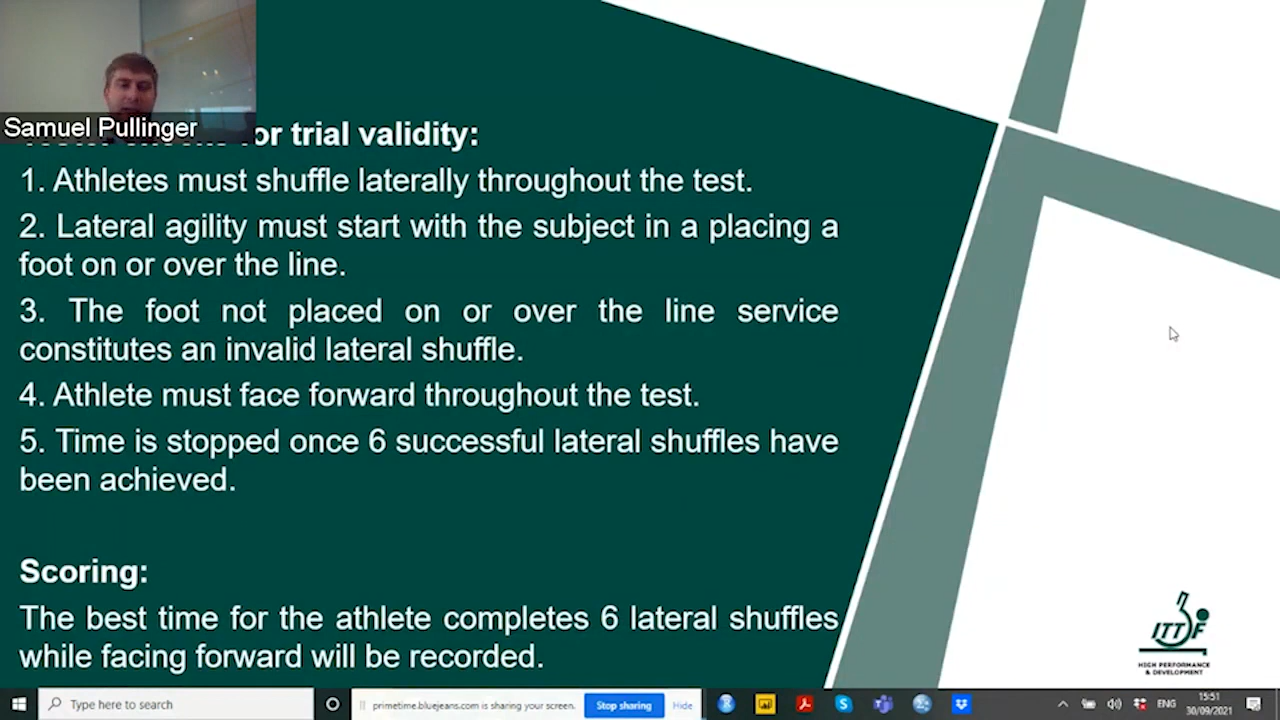 Samuel Pullinger
for trial validity:
1. Athletes must shuffle laterally throughout the test.
2. Lateral agility must start with the subject in a placing a
foot on or over the line.
3. The foot not placed on or over the line service
constitutes an invalid lateral shuffle.
4. Athlete must face forward throughout the test.
5. Time is stopped once 6 successful lateral shuffles have
been achieved.
Scoring:
The best time for the athlete completes 6 lateral shuffles
while facing forward will be recorded.
ITTF
HIGH PERFORMANCE
& DEVELOPMENT
Type here to search
primetime.bluejeans.com is sharing your screen.
Stop sharing
Hide
ENG
15:51
30/09/2021